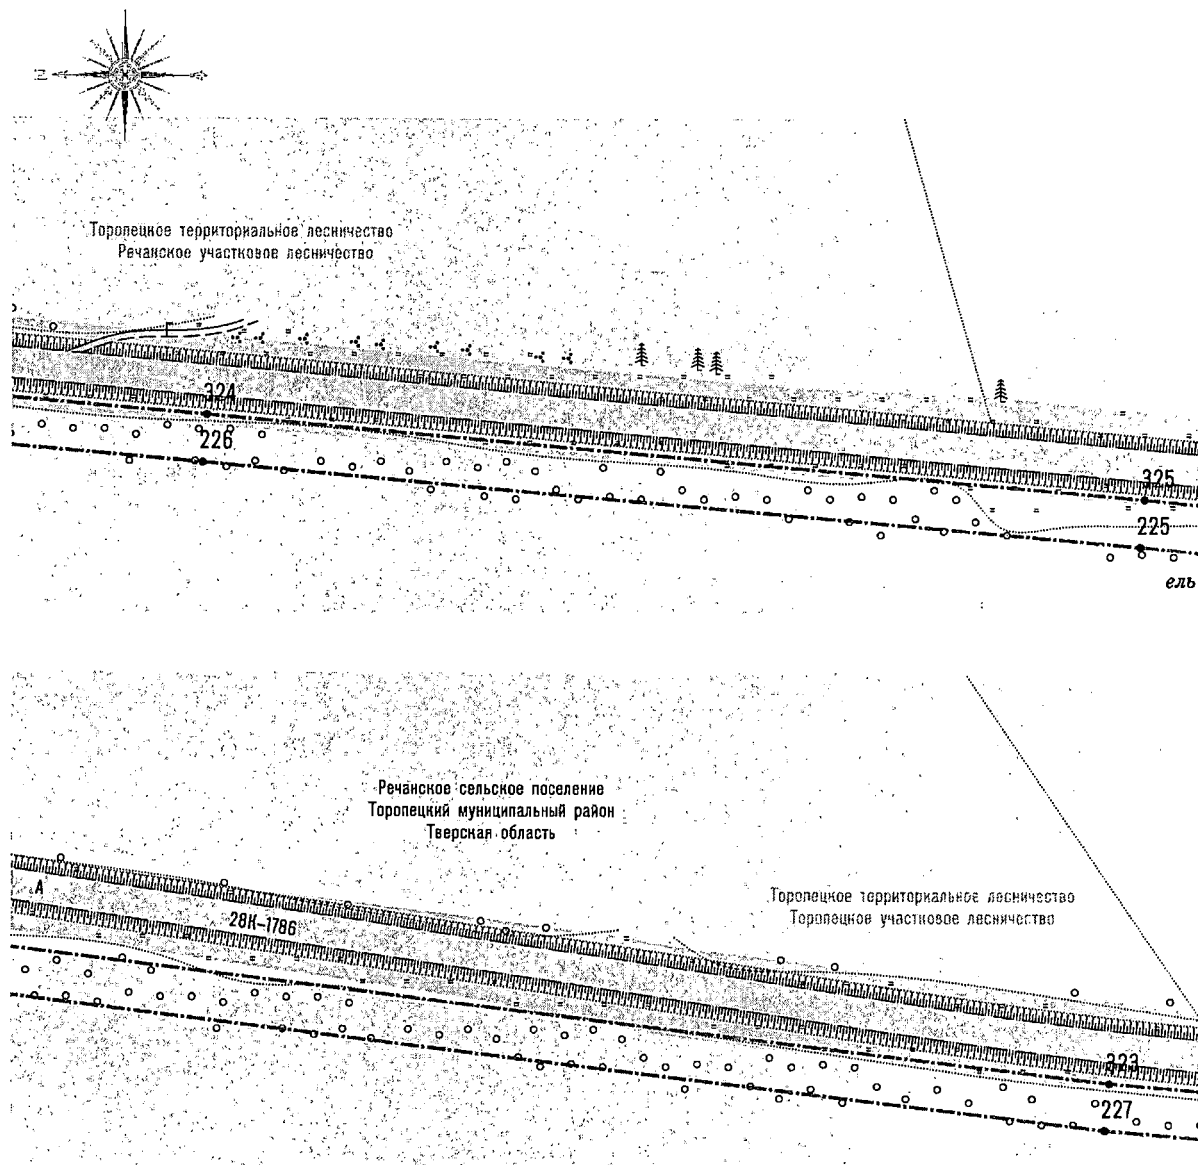 Торопецкое территориальное лесничество
Речанское участковое лесничество
324
226
325
225
ель
Речанское сельское поселение
Торопецкий муниципальный район
Тверская область
А
28К-1786
Торопецкое территориальное лесничество
Торопецкое участковое лесничество
323
227